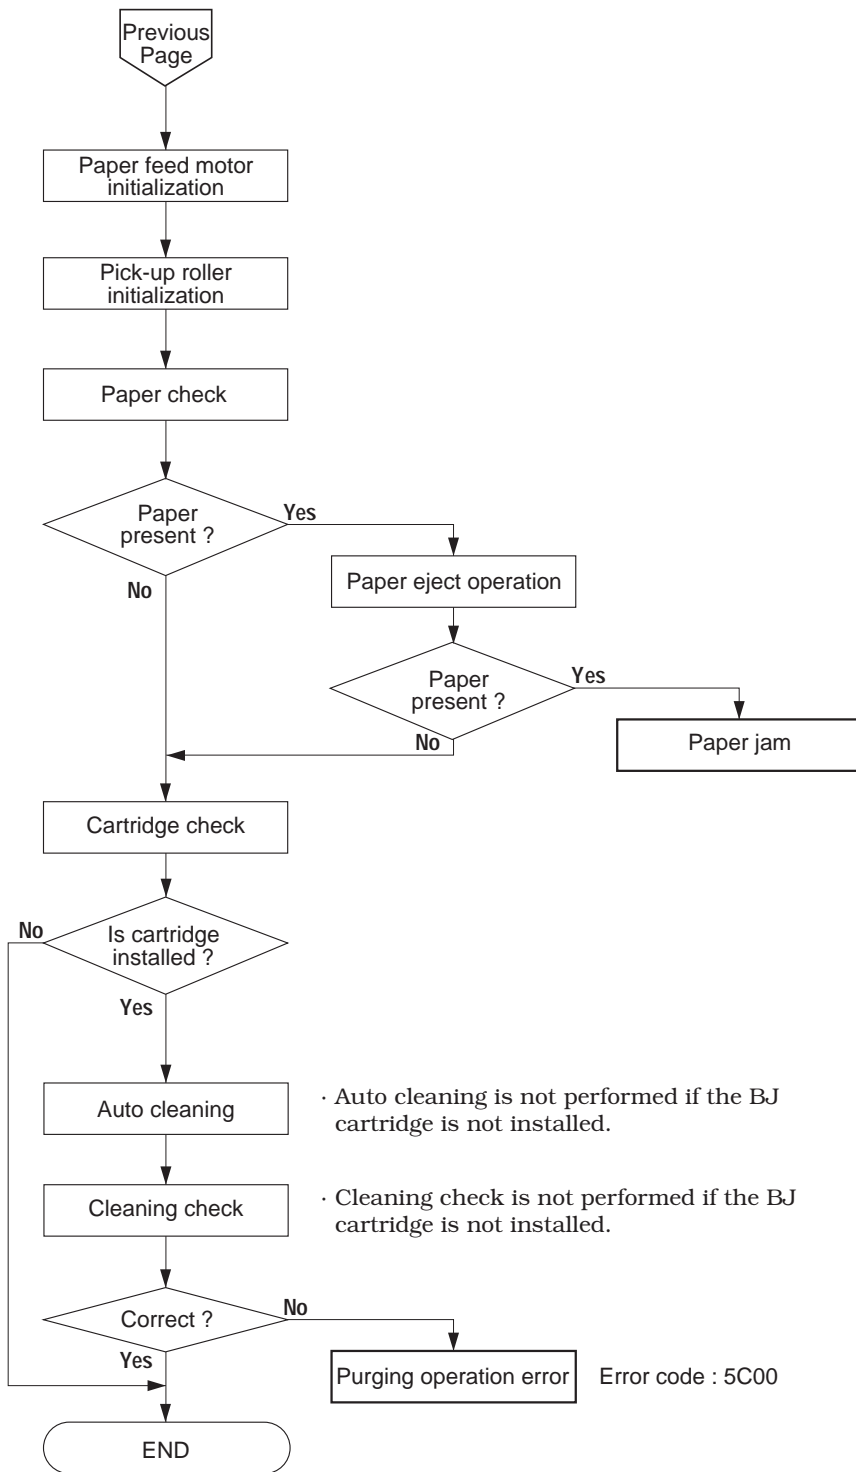 Previous
Page
Paper feed motor
initialization
Pick-up roller
initialization
Paper check
Paper
present ?
Yes
No
Paper eject operation
Paper
present ?
Yes
No
Paper jam
Cartridge check
No
Is cartridge
installed ?
Yes
Auto cleaning
· Auto cleaning is not performed if the BJ
cartridge is not installed.
Cleaning check
· Cleaning check is not performed if the BJ
cartridge is not installed.
Correct ?
No
Yes
Purging operation error
Error code : 5C00
END